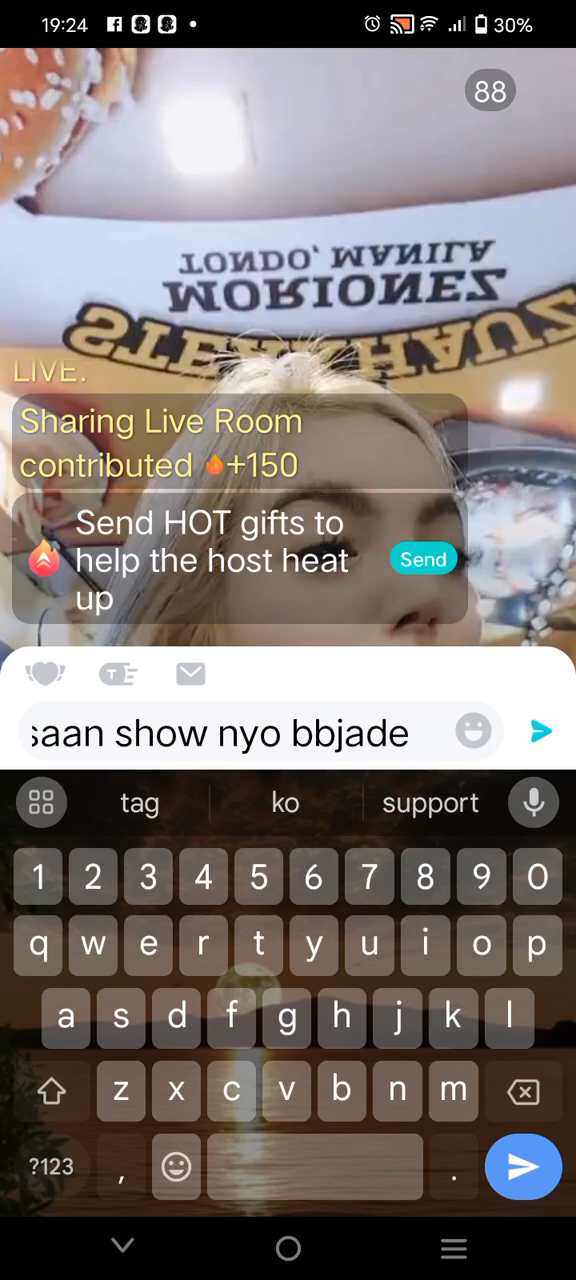 19:24
30%
88
TONDO, MANILA
MORIONEZ
LIVE.
Sharing Live Room
contributed 🔥+150
Send HOT gifts to
help the host heat
up
Send
saan show nyo bbjade
tag ko support
1 2 3 4 5 6 7 8 9 0
q w e r t y u i o p
a s d f g h j k l
z x c v b n m
?123 , .